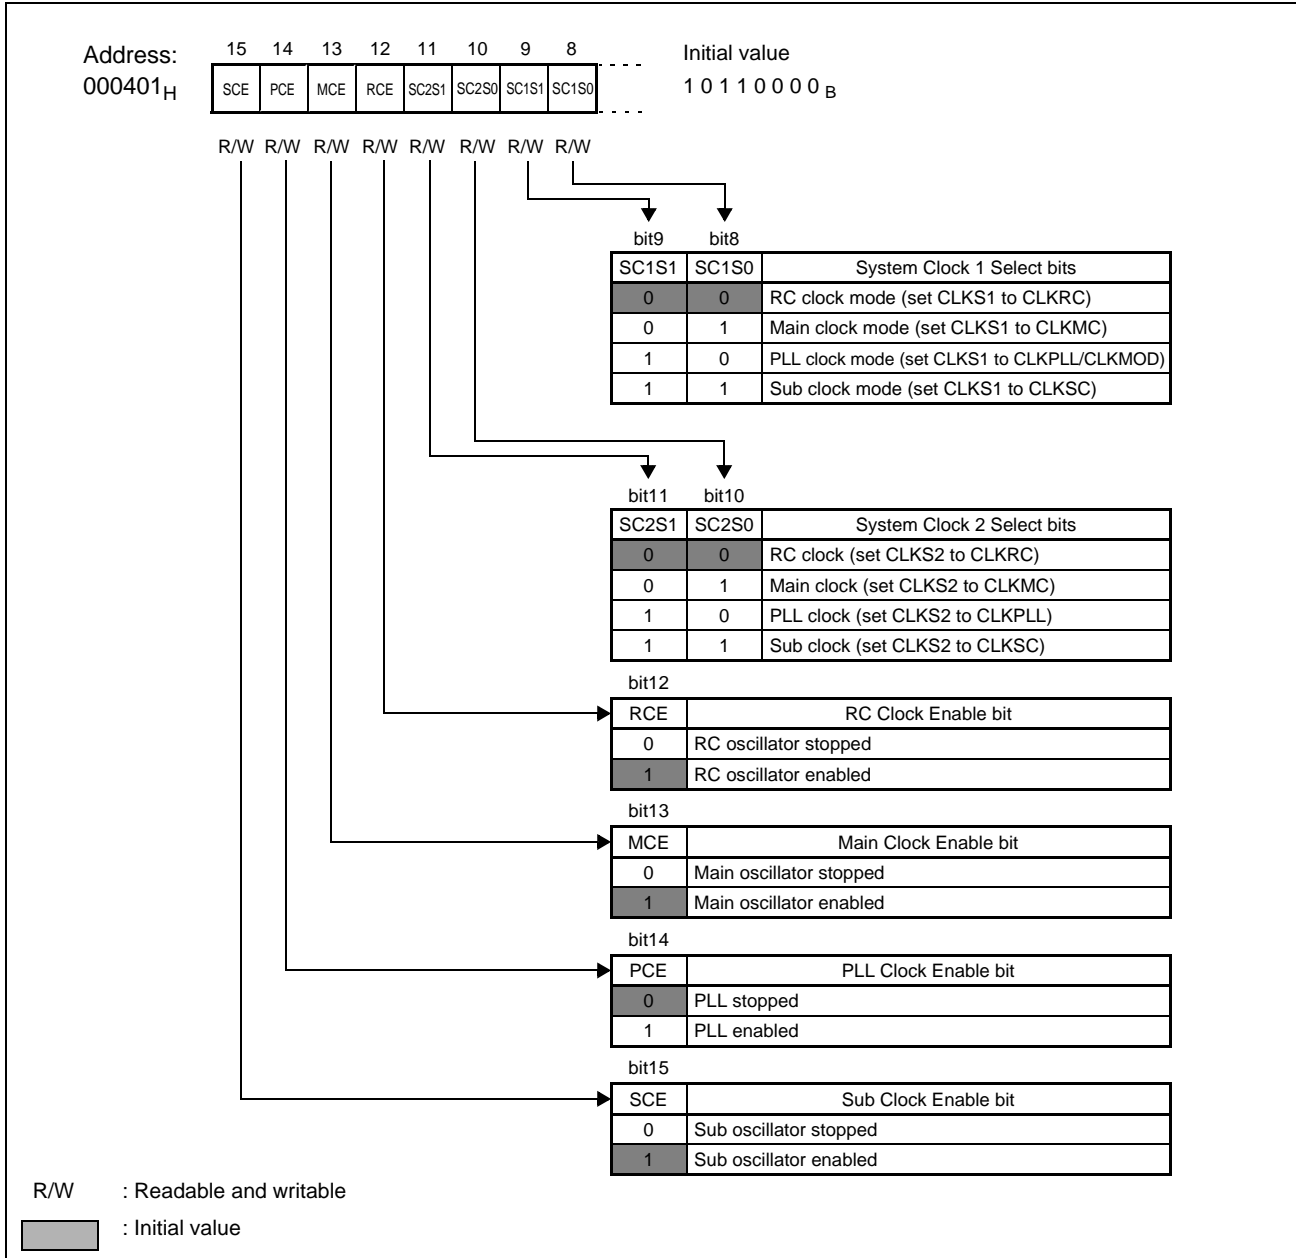 Address: 15 14 13 12 11 10 9 8 Initial value
000401H SCE PCE MCE RCE SC2S1 SC2S0 SC1S1 SC1S0 1 0 1 1 0 0 0 0 B
R/W R/W R/W R/W R/W R/W R/W R/W
bit9 bit8
SC1S1 SC1S0 System Clock 1 Select bits
0 0 RC clock mode (set CLKS1 to CLKRC)
0 1 Main clock mode (set CLKS1 to CLKMC)
1 0 PLL clock mode (set CLKS1 to CLKPLL/CLKMOD)
1 1 Sub clock mode (set CLKS1 to CLKSC)
bit11 bit10
SC2S1 SC2S0 System Clock 2 Select bits
0 0 RC clock (set CLKS2 to CLKRC)
0 1 Main clock (set CLKS2 to CLKMC)
1 0 PLL clock (set CLKS2 to CLKPLL)
1 1 Sub clock (set CLKS2 to CLKSC)
bit12
RCE RC Clock Enable bit
0 RC oscillator stopped
1 RC oscillator enabled
bit13
MCE Main Clock Enable bit
0 Main oscillator stopped
1 Main oscillator enabled
bit14
PCE PLL Clock Enable bit
0 PLL stopped
1 PLL enabled
bit15
SCE Sub Clock Enable bit
0 Sub oscillator stopped
1 Sub oscillator enabled
R/W : Readable and writable
: Initial value